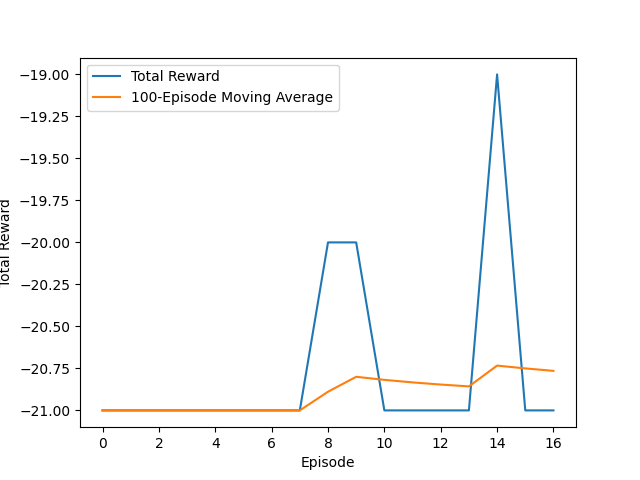 Total Reward
100-Episode Moving Average
−19.00
−19.25
−19.50
−19.75
−20.00
−20.25
−20.50
−20.75
−21.00
Total Reward
0 2 4 6 8 10 12 14 16
Episode